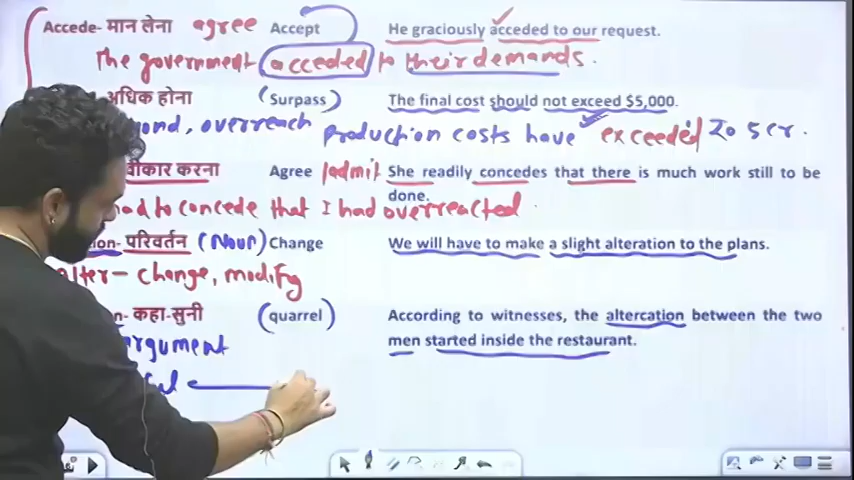 Accede- मान लेना agree Accept He graciously acceded to our request.
The government acceded to their demands.
अधिक होना (Surpass) The final cost should not exceed $5,000.
overreach Production costs have exceeded 20 5 cr.
करना Agree /admit She readily concedes that there is much work still to be
done.
had to concede that I had overreacted.
परिवर्तन (Noun) Change We will have to make a slight alteration to the plans.
alter- change, modify
कहा-सुनी (quarrel) According to witnesses, the altercation between the two
argument men started inside the restaurant.